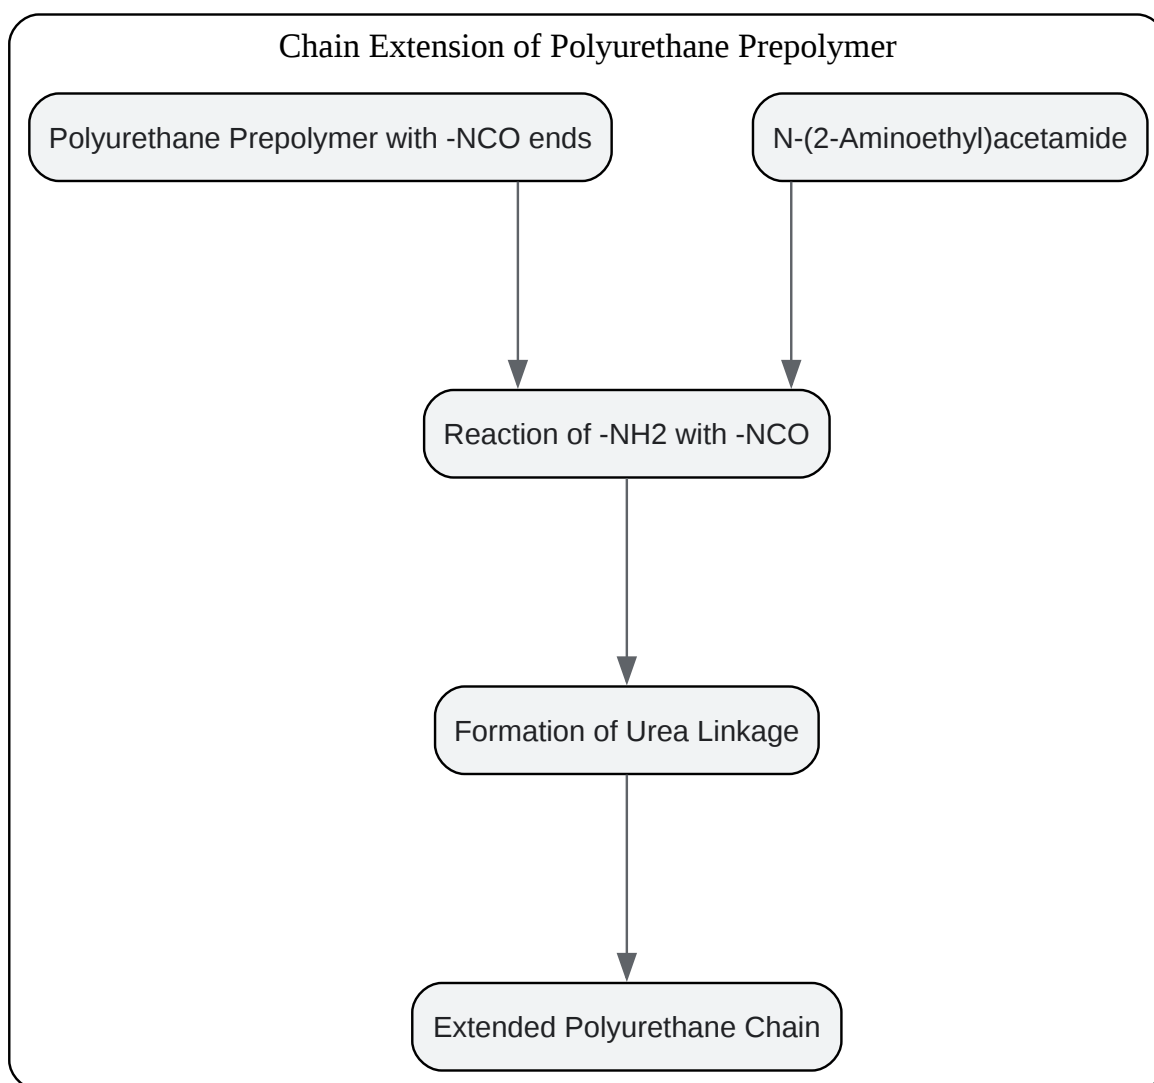 Chain Extension of Polyurethane Prepolymer
Polyurethane Prepolymer with -NCO ends
N-(2-Aminoethyl)acetamide
Reaction of -NH2 with -NCO
Formation of Urea Linkage
Extended Polyurethane Chain